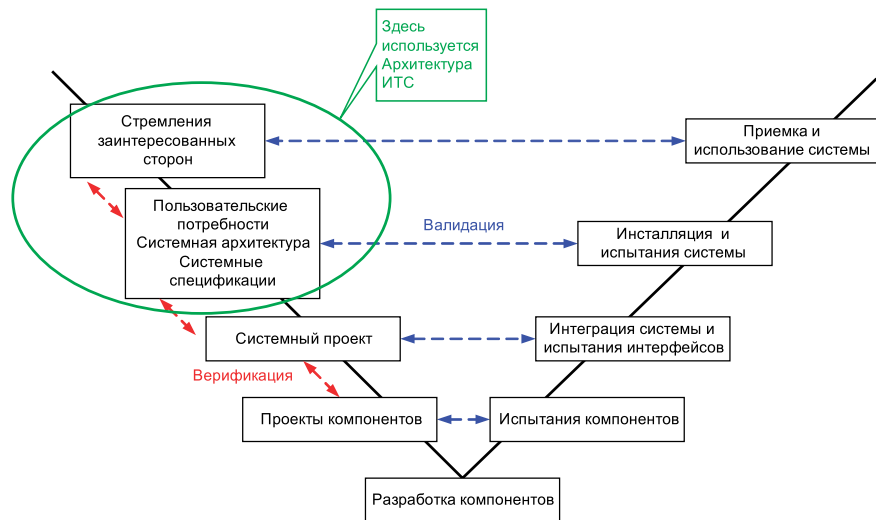 Здесь
используется
Архитектура
ИТС
Стремления
заинтересованных
сторон
Приемка и
использование системы
Пользовательские
потребности
Системная архитектура
Системные
спецификации
Валидация
Инсталляция и
испытания системы
Системный проект
Интеграция системы и
испытания интерфейсов
Верификация
Проекты компонентов
Испытания компонентов
Разработка компонентов